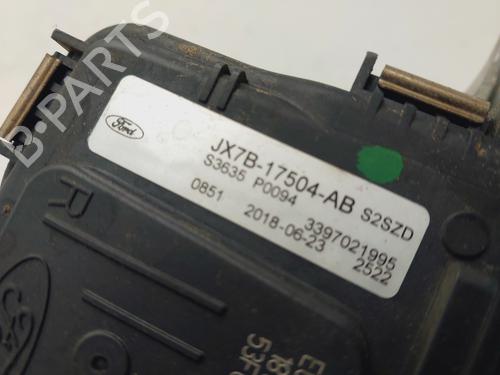 B-PARTS
Ford
JX7B-17504-AB S2SZD
S3635 P0094 3397021995
0851 2018-06-23 2522
R